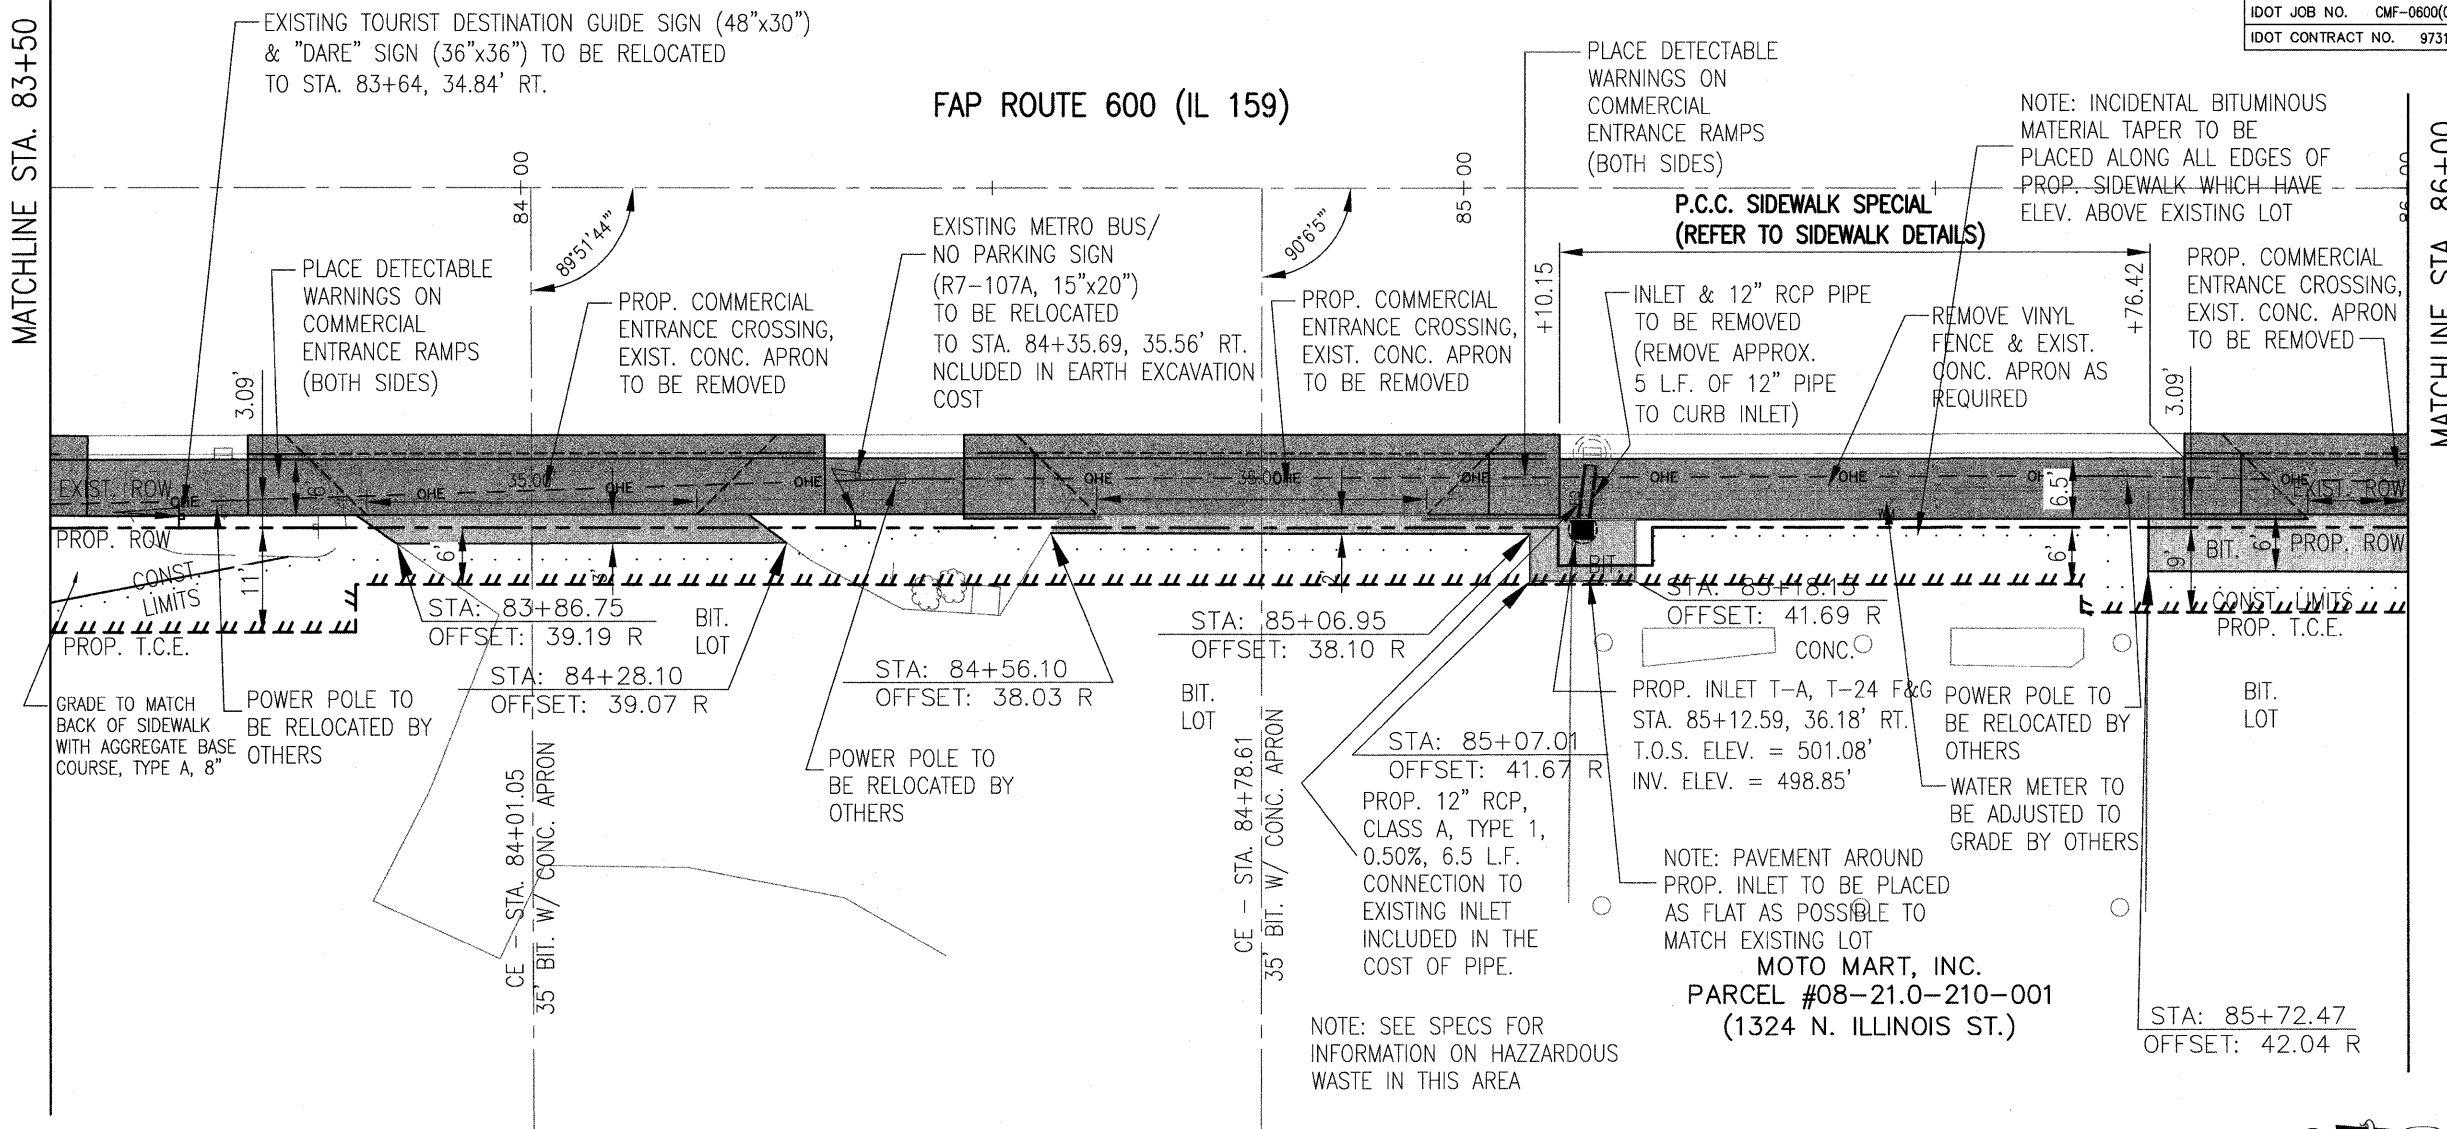 IDOT JOB NO. CMF-0600(
IDOT CONTRACT NO. 9731
MATCHLINE STA. 83+50
EXISTING TOURIST DESTINATION GUIDE SIGN (48"x30")
& "DARE" SIGN (36"x36") TO BE RELOCATED
TO STA. 83+64, 34.84' RT.
FAP ROUTE 600 (IL 159)
PLACE DETECTABLE
WARNINGS ON
COMMERCIAL
ENTRANCE RAMPS
(BOTH SIDES)
NOTE: INCIDENTAL BITUMINOUS
MATERIAL TAPER TO BE
PLACED ALONG ALL EDGES OF
PROP. SIDEWALK WHICH HAVE
ELEV. ABOVE EXISTING LOT
MATCHLINE STA 86+00
84+00
85+00
86+00
89°51'44"
90°6'5"
P.C.C. SIDEWALK SPECIAL
(REFER TO SIDEWALK DETAILS)
+10.15
+76.42
PLACE DETECTABLE
WARNINGS ON
COMMERCIAL
ENTRANCE RAMPS
(BOTH SIDES)
3.09'
PROP. COMMERCIAL
ENTRANCE CROSSING,
EXIST. CONC. APRON
TO BE REMOVED
EXISTING METRO BUS/
NO PARKING SIGN
(R7-107A, 15"x20")
TO BE RELOCATED
TO STA. 84+35.69, 35.56' RT.
NCLUDED IN EARTH EXCAVATION
COST
PROP. COMMERCIAL
ENTRANCE CROSSING,
EXIST. CONC. APRON
TO BE REMOVED
INLET & 12" RCP PIPE
TO BE REMOVED
(REMOVE APPROX.
5 L.F. OF 12" PIPE
TO CURB INLET)
REMOVE VINYL
FENCE & EXIST.
CONC. APRON AS
REQUIRED
3.09'
PROP. COMMERCIAL
ENTRANCE CROSSING,
EXIST. CONC. APRON
TO BE REMOVED
EXIST. ROW
OHE
6'
OHE
35.00
OHE
OHE
OHE
35.00
OHE
OHE
OHE
OHE
6.5'
EXIST. ROW
PROP. ROW
CONST.
LIMITS
11'
6'
2'
BIT.
6'
9'
BIT.
6'
PROP. ROW
CONST. LIMITS
PROP. T.C.E.
PROP. T.C.E.
STA: 83+86.75
OFFSET: 39.19 R
BIT.
LOT
STA: 84+28.10
OFFSET: 39.07 R
STA: 84+56.10
OFFSET: 38.03 R
STA: 85+06.95
OFFSET: 38.10 R
BIT.
LOT
STA: 85+18.15
OFFSET: 41.69 R
CONC.
STA: 85+07.01
OFFSET: 41.67 R
GRADE TO MATCH
BACK OF SIDEWALK
WITH AGGREGATE BASE
COURSE, TYPE A, 8"
POWER POLE TO
BE RELOCATED BY
OTHERS
POWER POLE TO
BE RELOCATED BY
OTHERS
CE - STA. 84+01.05
35' BIT. W/ CONC. APRON
CE - STA. 84+78.61
35' BIT. W/ CONC. APRON
PROP. 12" RCP,
CLASS A, TYPE 1,
0.50%, 6.5 L.F.
CONNECTION TO
EXISTING INLET
INCLUDED IN THE
COST OF PIPE.
PROP. INLET T-A, T-24 F&G
STA. 85+12.59, 36.18' RT.
T.O.S. ELEV. = 501.08'
INV. ELEV. = 498.85'
POWER POLE TO
BE RELOCATED BY
OTHERS
WATER METER TO
BE ADJUSTED TO
GRADE BY OTHERS
BIT.
LOT
NOTE: PAVEMENT AROUND
PROP. INLET TO BE PLACED
AS FLAT AS POSSIBLE TO
MATCH EXISTING LOT
MOTO MART, INC.
PARCEL #08-21.0-210-001
(1324 N. ILLINOIS ST.)
NOTE: SEE SPECS FOR
INFORMATION ON HAZZARDOUS
WASTE IN THIS AREA
STA: 85+72.47
OFFSET: 42.04 R